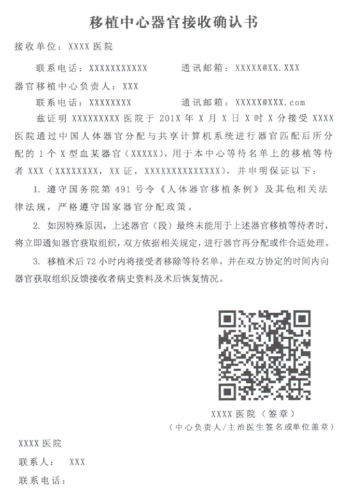 移植中心器官接收确认书
接收单位：XXXX 医院
联系电话：XXXXXXXXXXX 通讯邮箱：XXXXX@XX.XXX
器官移植中心负责人：XXX
联系电话：XXXXXXXX 通讯邮箱：XXXXX@XXX.com
兹证明 XXXXXXXXX 医院于 201X 年 X 月 X 日 X 时 X 分接受 XXXX
医院通过中国人体器官分配与共享计算机系统进行器官匹配后所分
配的 1 个 X 型血某器官（XXXXX），用于本中心等待名单上的移植等待
者 XXX（XXXXXXXX，XX 证，XXXXXXXXXXXXXX），并申明保证以下：
1. 遵守国务院第 491 号令《人体器官移植条例》及其他相关法
律法规，严格遵守国家器官分配政策。
2. 如因特殊原因，上述器官（段）最终未能用于上述器官移植等待者时，
将立即通知器官获取组织，双方依据相关规定，进行器官再分配或作合适处理。
3. 移植术后 72 小时内将接受者移除等待名单，并在双方协定的时间内向
器官获取组织反馈接收者病史资料及术后恢复情况。
XXXX 医院（签章）
（中心负责人/主治医生签名或单位盖章）
XXXX 医院
联系人： XXX
联系电话：